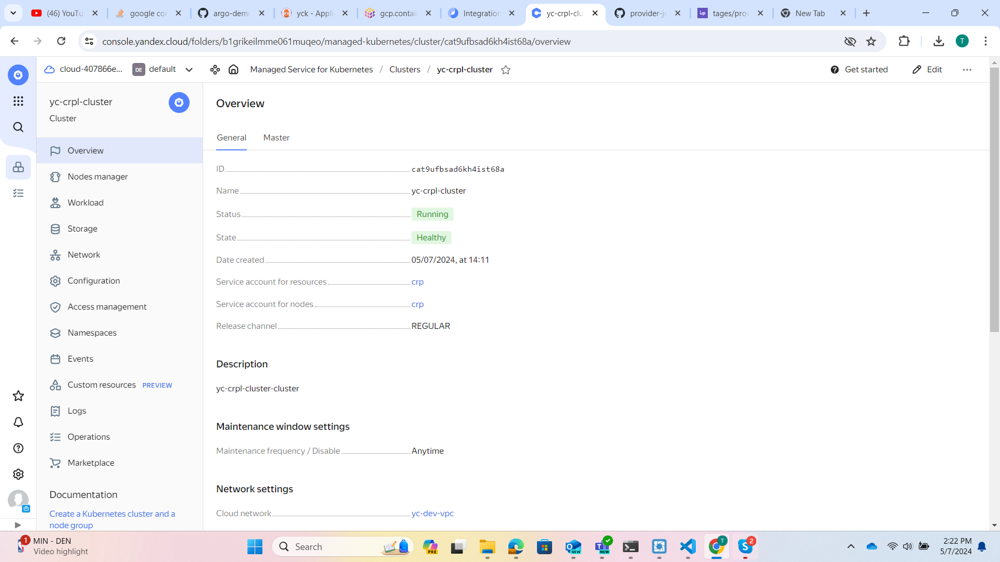 (46) YouTu
google con
argo-demo
yck - Appli
gcp.contai
Integration
yc-crpl-clu
provider-je
tages/prov
New Tab
console.yandex.cloud/folders/b1grikeilmme061muqeo/managed-kubernetes/cluster/cat9ufbsad6kh4ist68a/overview
T
cloud-407866e...
DE
default
Managed Service for Kubernetes / Clusters / yc-crpl-cluster
Get started
Edit
yc-crpl-cluster
Cluster
Overview
Nodes manager
Workload
Storage
Network
Configuration
Access management
Namespaces
Events
Custom resources PREVIEW
Logs
Operations
Marketplace
Documentation
Create a Kubernetes cluster and a
node group
Overview
General Master
ID cat9ufbsad6kh4ist68a
Name yc-crpl-cluster
Status Running
State Healthy
Date created 05/07/2024, at 14:11
Service account for resources crp
Service account for nodes crp
Release channel REGULAR
Description
yc-crpl-cluster-cluster
Maintenance window settings
Maintenance frequency / Disable Anytime
Network settings
Cloud network yc-dev-vpc
1
MIN - DEN
Video highlight
Search
PRE
NEW
NEW
T
2
2:22 PM
5/7/2024